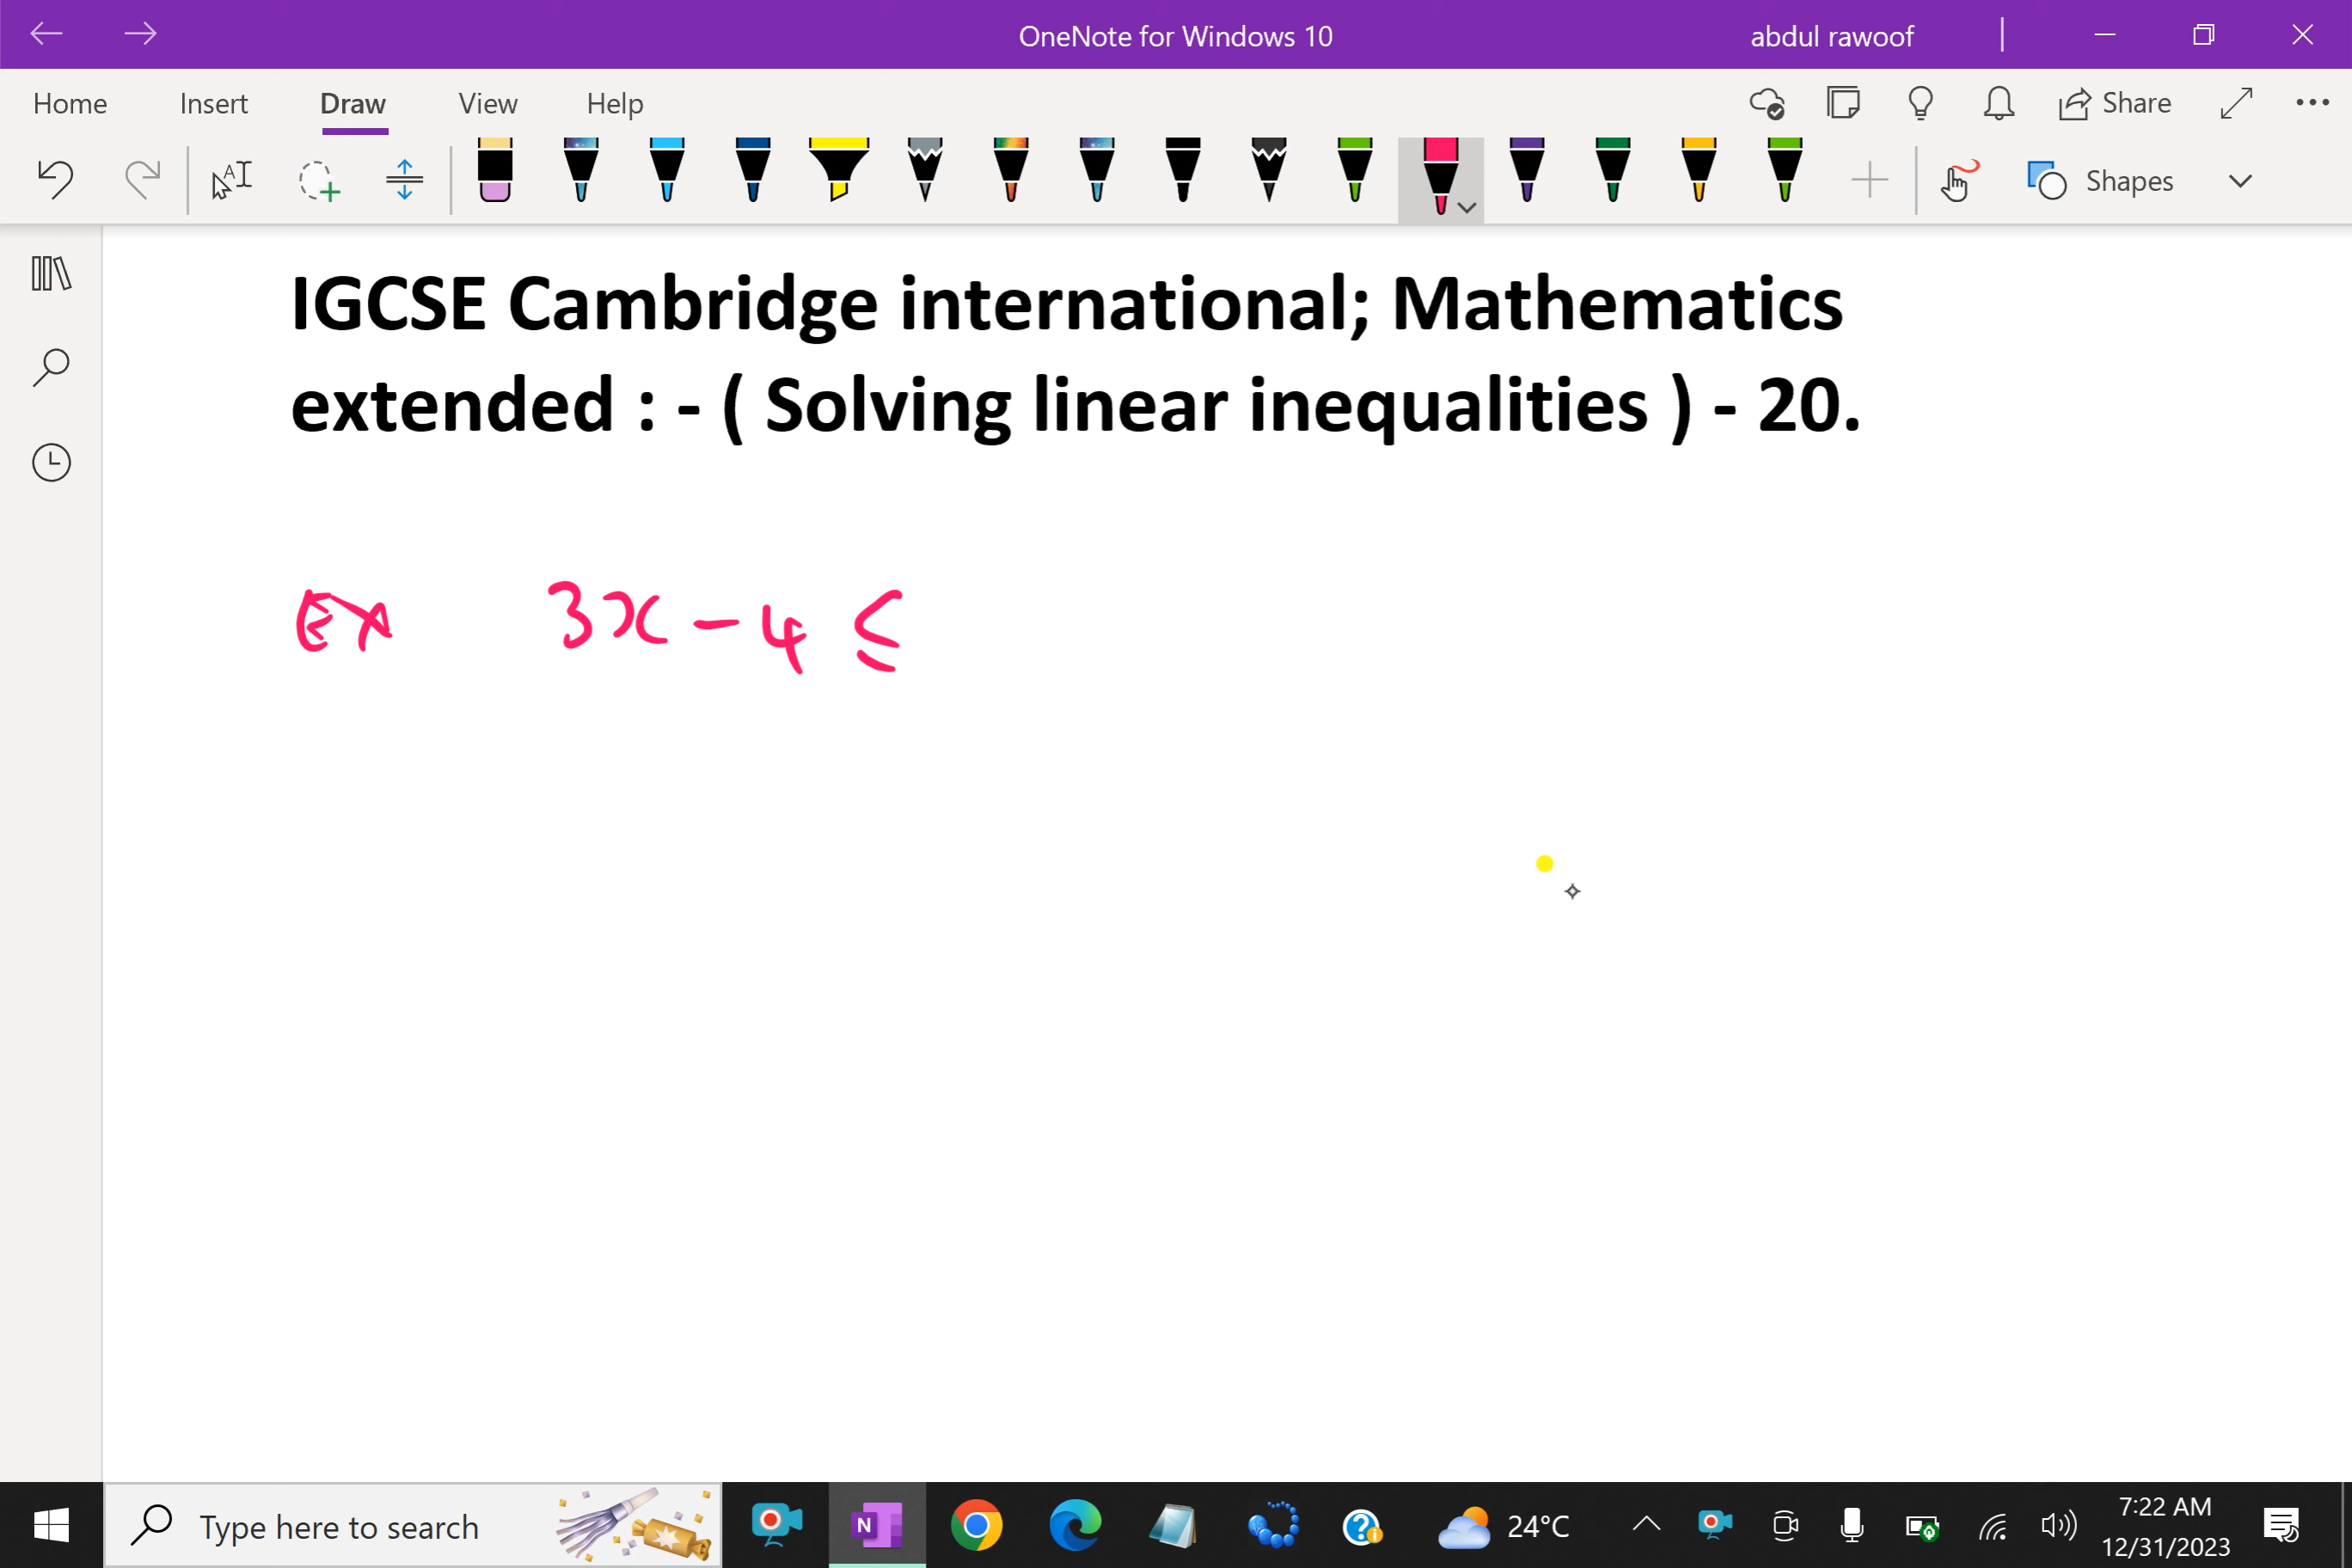 OneNote for Windows 10
abdul rawoof
Home Insert Draw View Help
Share
Shapes
IGCSE Cambridge international; Mathematics
extended : - ( Solving linear inequalities ) - 20.
Ex 3x - 4 ≤
Type here to search
24°C
7:22 AM
12/31/2023